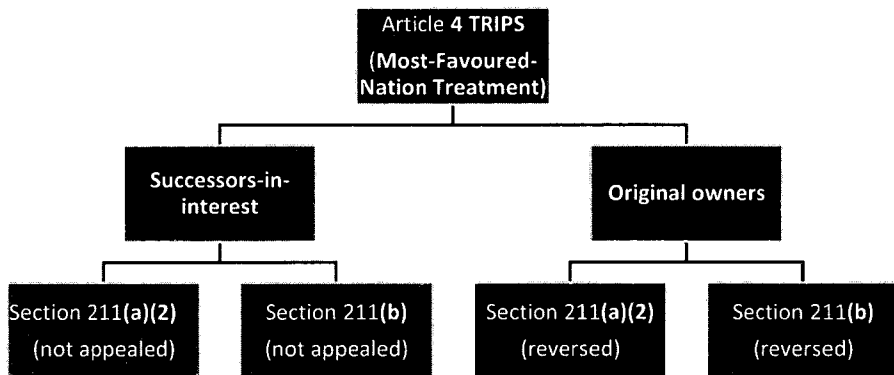 Article 4 TRIPS
(Most-Favoured-
Nation Treatment)
Successors-in-
interest
Original owners
Section 211(a)(2)
(not appealed)
Section 211(b)
(not appealed)
Section 211(a)(2)
(reversed)
Section 211(b)
(reversed)